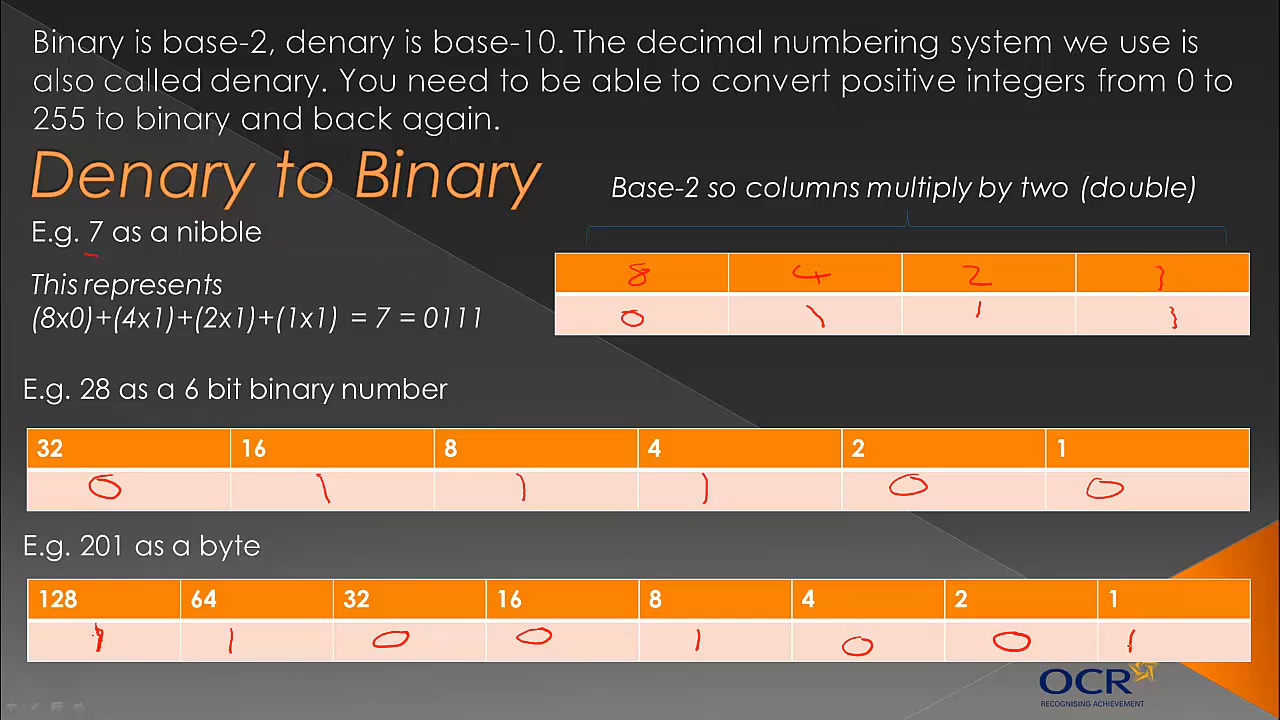 Binary is base-2, denary is base-10. The decimal numbering system we use is
also called denary. You need to be able to convert positive integers from 0 to
255 to binary and back again.
Denary to Binary
Base-2 so columns multiply by two (double)
E.g. 7 as a nibble
8 4 2 1
0 1 1 1
This represents
(8x0)+(4x1)+(2x1)+(1x1) = 7 = 0111
E.g. 28 as a 6 bit binary number
32 16 8 4 2 1
0 1 1 1 0 0
E.g. 201 as a byte
128 64 32 16 8 4 2 1
1 1 0 0 1 0 0 1
OCR
RECOGNISING ACHIEVEMENT